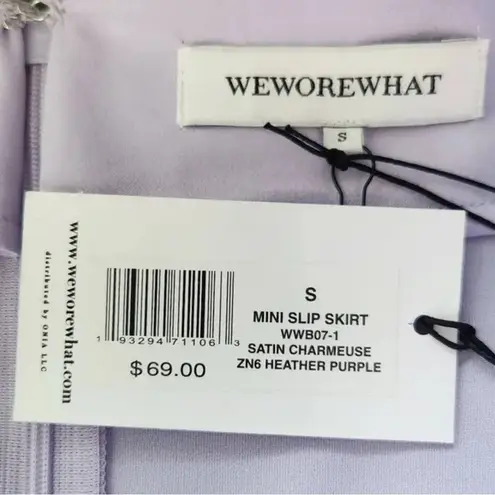 WEWOREWHAT
S
www.weworewhat.com
distributed by ONIA LLC
1 93294 71106 3
$69.00
S
MINI SLIP SKIRT
WWB07-1
SATIN CHARMEUSE
ZN6 HEATHER PURPLE